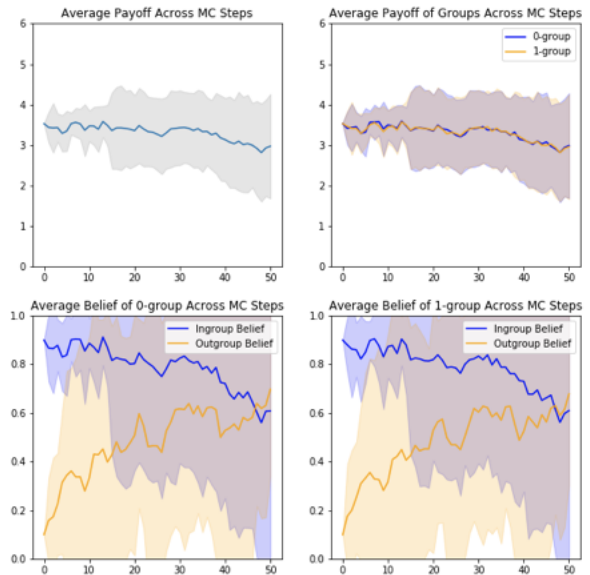 Average Payoff Across MC Steps
6
5
4
3
2
1
0
0 10 20 30 40 50
Average Payoff of Groups Across MC Steps
0-group
1-group
6
5
4
3
2
1
0
0 10 20 30 40 50
Average Belief of 0-group Across MC Steps
Ingroup Belief
Outgroup Belief
1.0
0.8
0.6
0.4
0.2
0.0
0 10 20 30 40 50
Average Belief of 1-group Across MC Steps
Ingroup Belief
Outgroup Belief
1.0
0.8
0.6
0.4
0.2
0.0
0 10 20 30 40 50